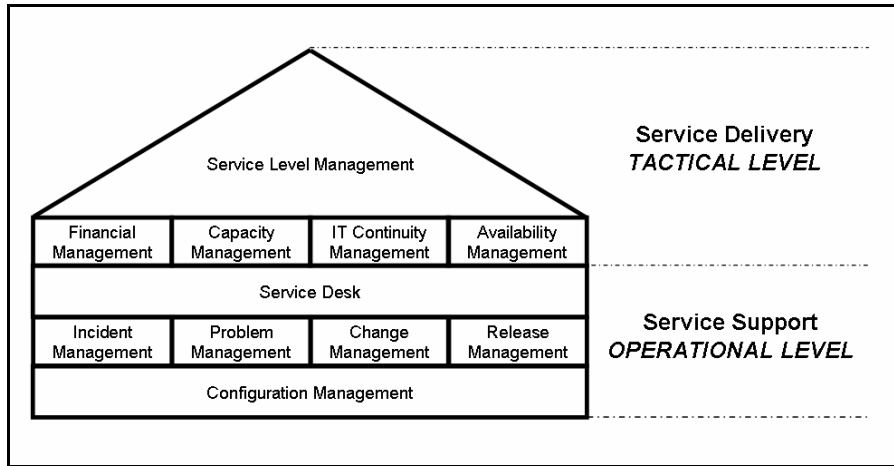 Service Level Management
Service Delivery
TACTICAL LEVEL
Financial
Management
Capacity
Management
IT Continuity
Management
Availability
Management
Service Desk
Incident
Management
Problem
Management
Change
Management
Release
Management
Service Support
OPERATIONAL LEVEL
Configuration Management